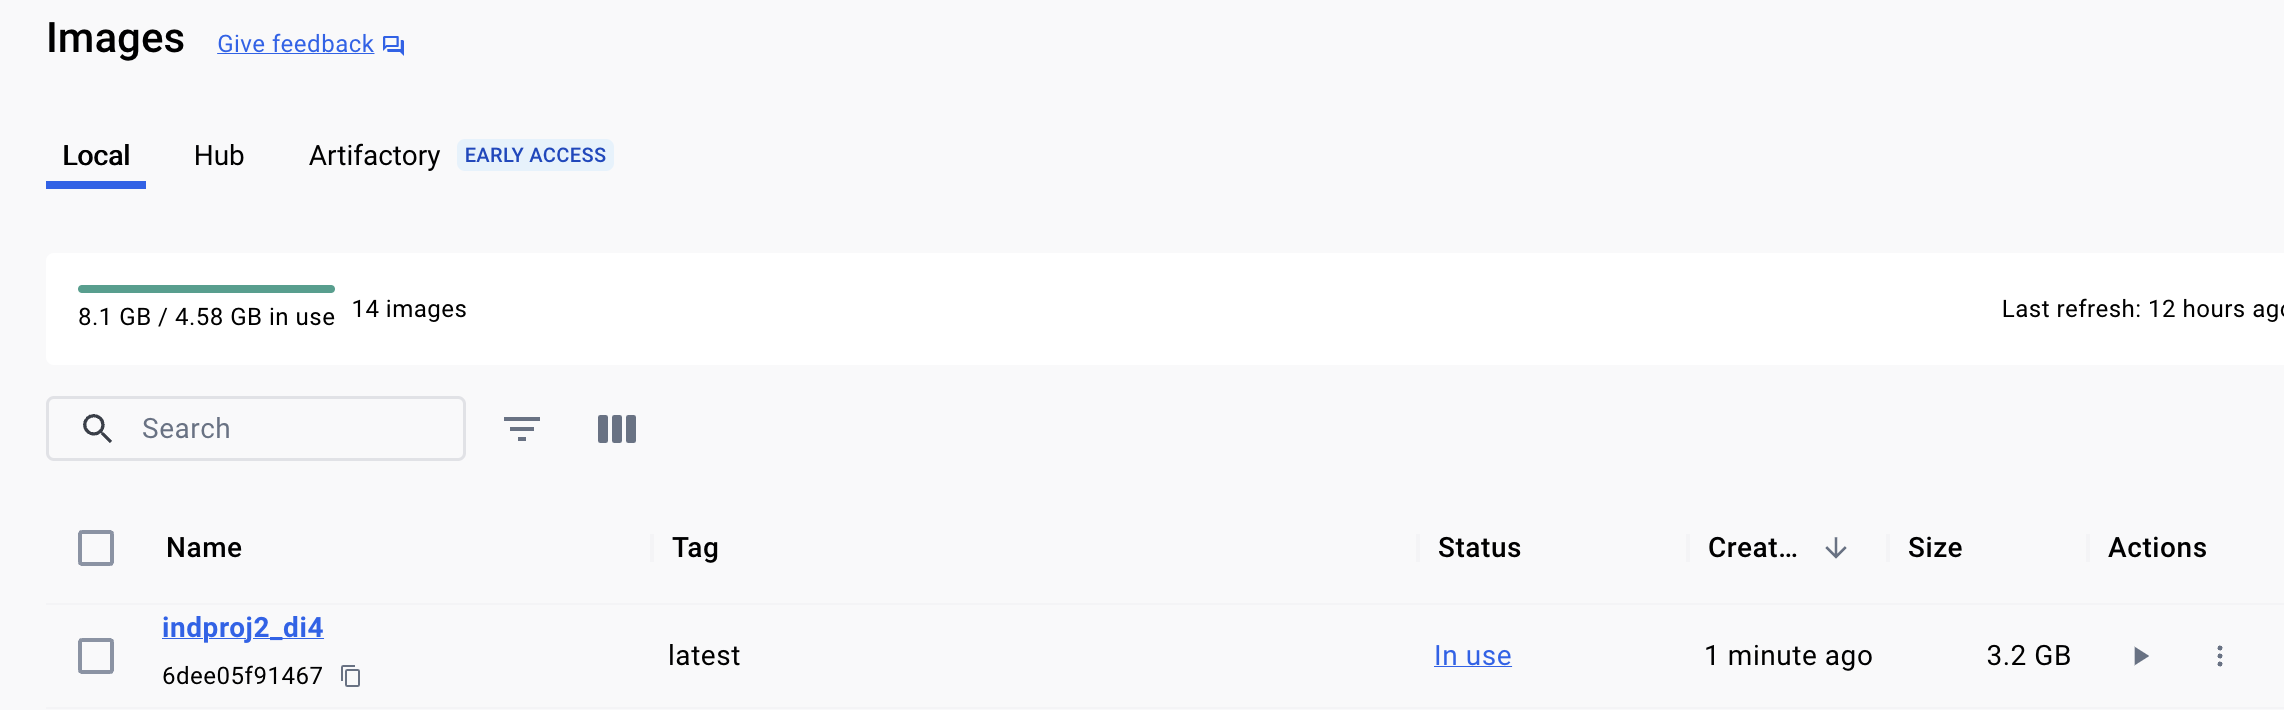 Images Give feedback
Local Hub Artifactory EARLY ACCESS
8.1 GB / 4.58 GB in use 14 images Last refresh: 12 hours ago
Search
Name Tag Status Creat... Size Actions
indproj2_di4
latest In use 1 minute ago 3.2 GB
6dee05f91467